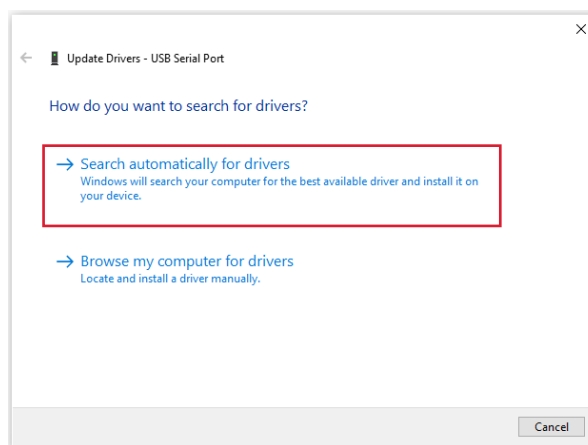 Update Drivers - USB Serial Port
How do you want to search for drivers?
Search automatically for drivers
Windows will search your computer for the best available driver and install it on
your device.
Browse my computer for drivers
Locate and install a driver manually.
Cancel